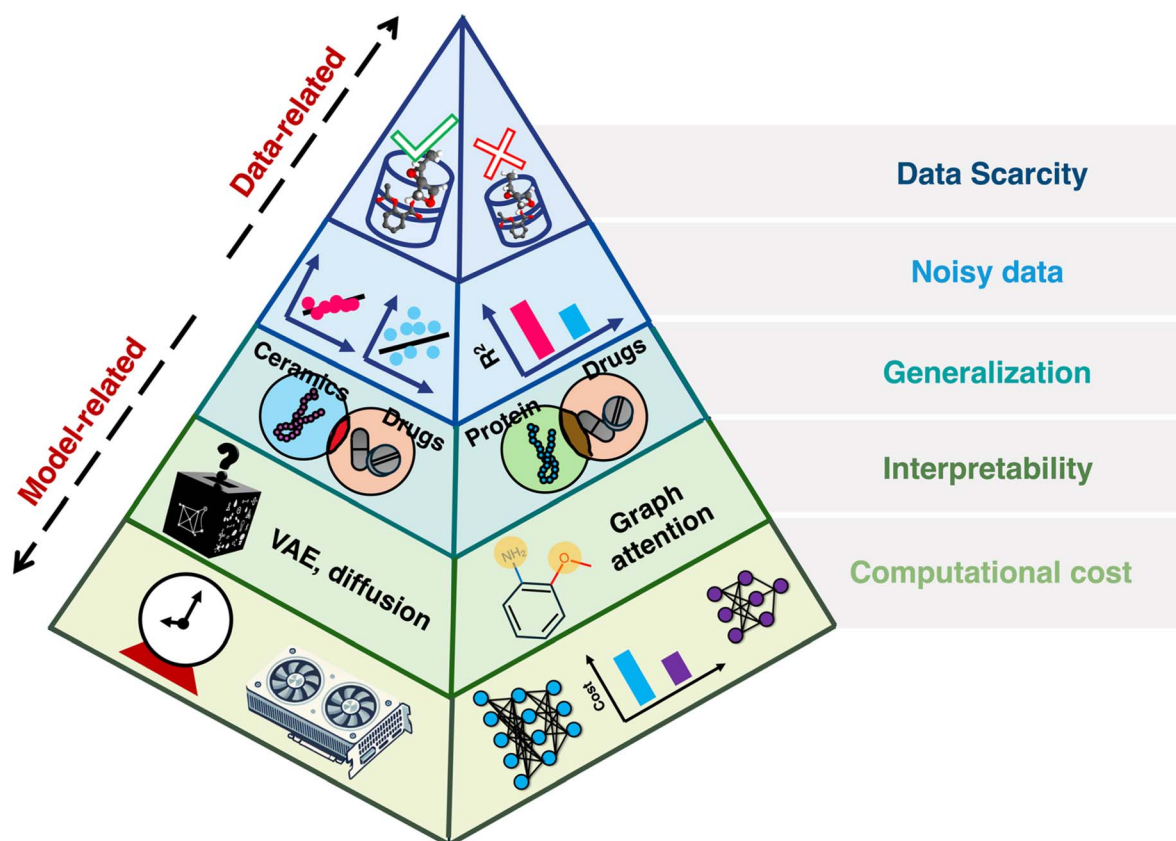 Data-related
Model-related
Data Scarcity
Noisy data
R²
Generalization
Ceramics
Drugs
Protein
Drugs
Interpretability
VAE, diffusion
Graph
attention
NH₂
O
Computational cost
Cost